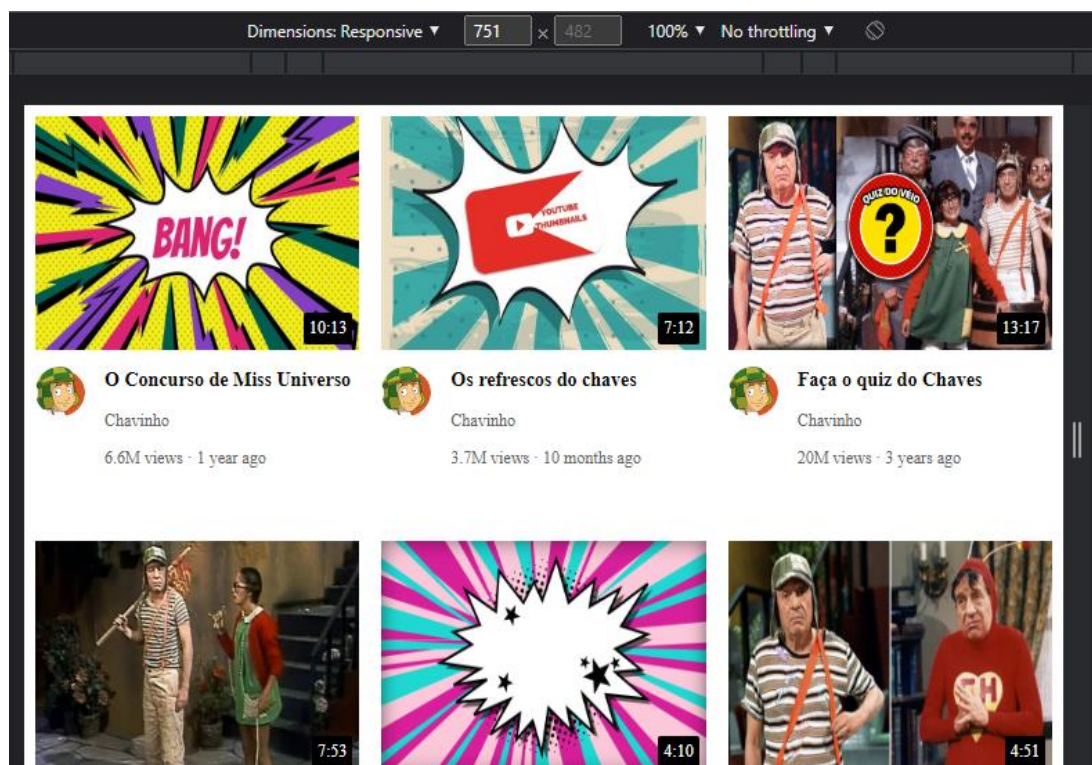 Dimensions: Responsive ▼ 751 × 482 100% ▼ No throttling ▼
BANG!
10:13
YOUTUBE
THUMBNAILS
7:12
QUIZ DO VÉIO
?
13:17
O Concurso de Miss Universo
Chavinho
6.6M views · 1 year ago
Os refrescos do chaves
Chavinho
3.7M views · 10 months ago
Faça o quiz do Chaves
Chavinho
20M views · 3 years ago
7:53
4:10
CH
4:51